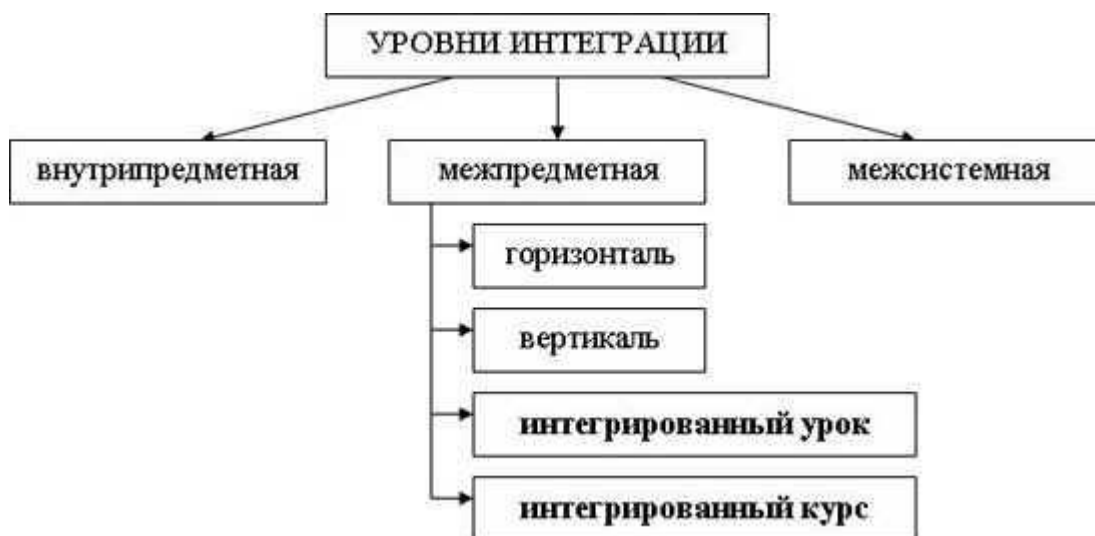 УРОВНИ ИНТЕГРАЦИИ
внутрипредметная
межпредметная
межсистемная
горизонталь
вертикаль
интегрированный урок
интегрированный курс